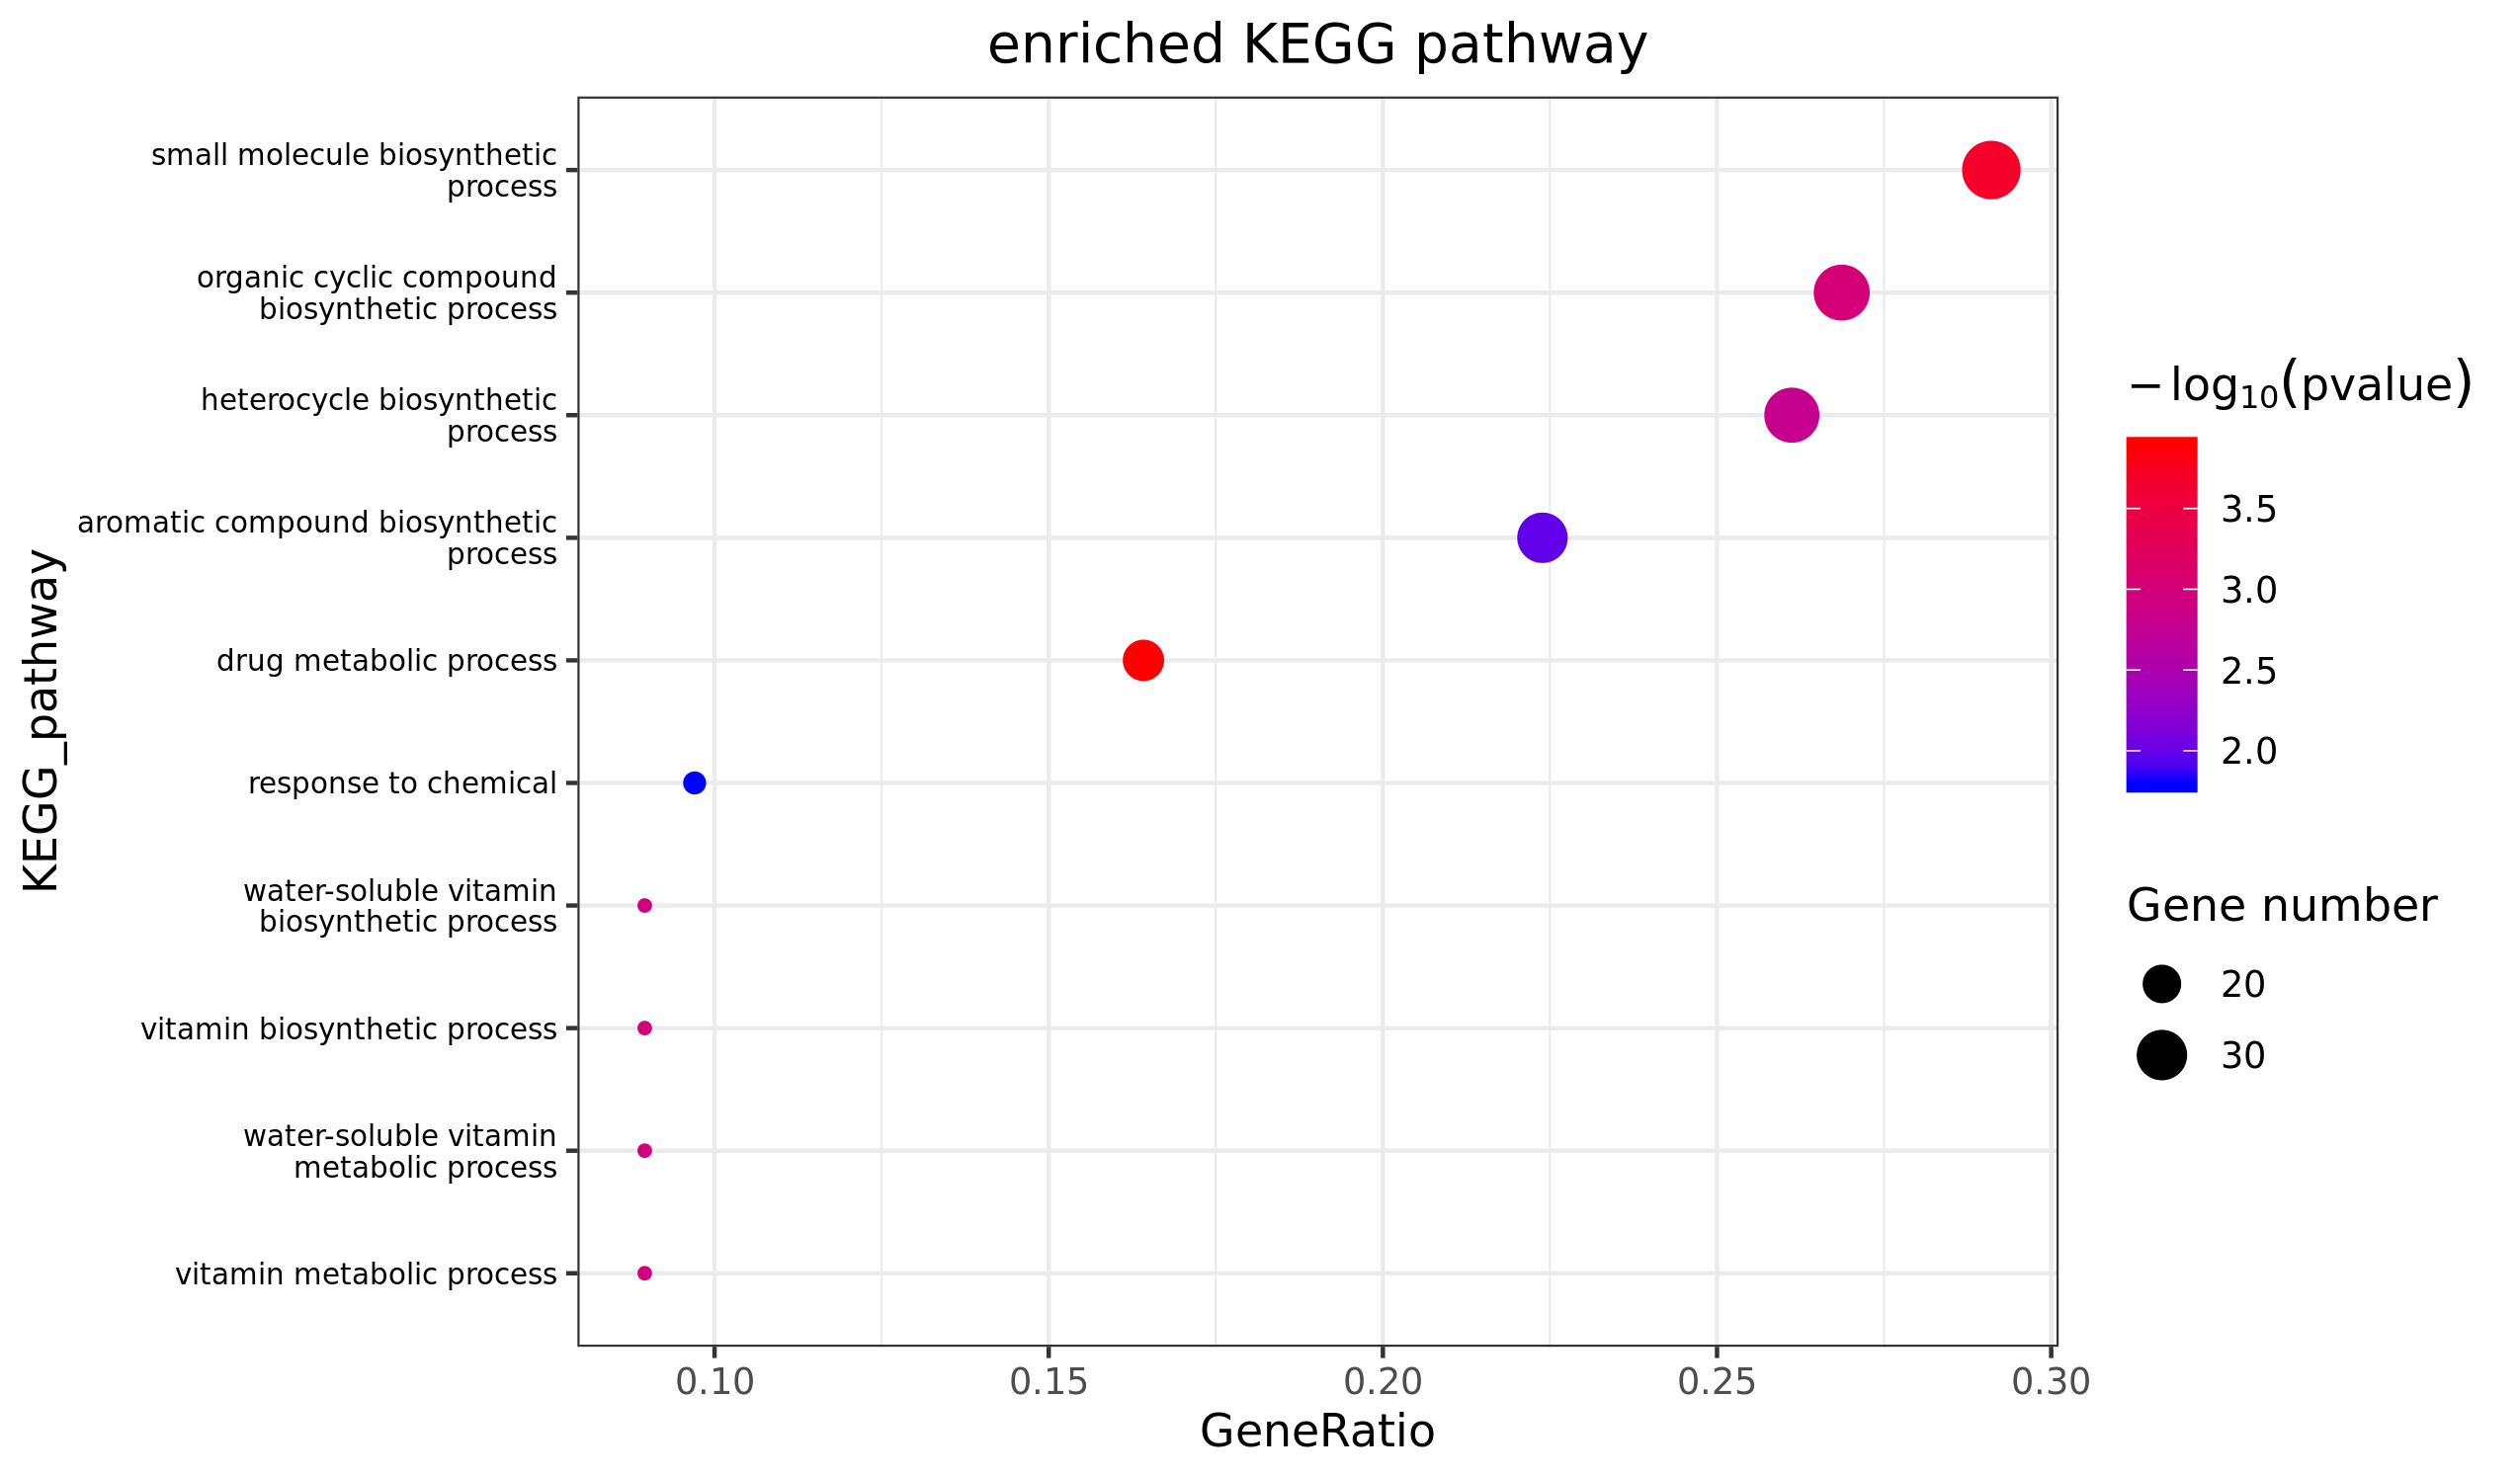 enriched KEGG pathway
small molecule biosynthetic
process
organic cyclic compound
biosynthetic process
heterocycle biosynthetic
process
aromatic compound biosynthetic
process
drug metabolic process
response to chemical
water-soluble vitamin
biosynthetic process
vitamin biosynthetic process
water-soluble vitamin
metabolic process
vitamin metabolic process
KEGG_pathway
0.10 0.15 0.20 0.25 0.30
GeneRatio
−log₁₀(pvalue)
3.5
3.0
2.5
2.0
Gene number
20
30